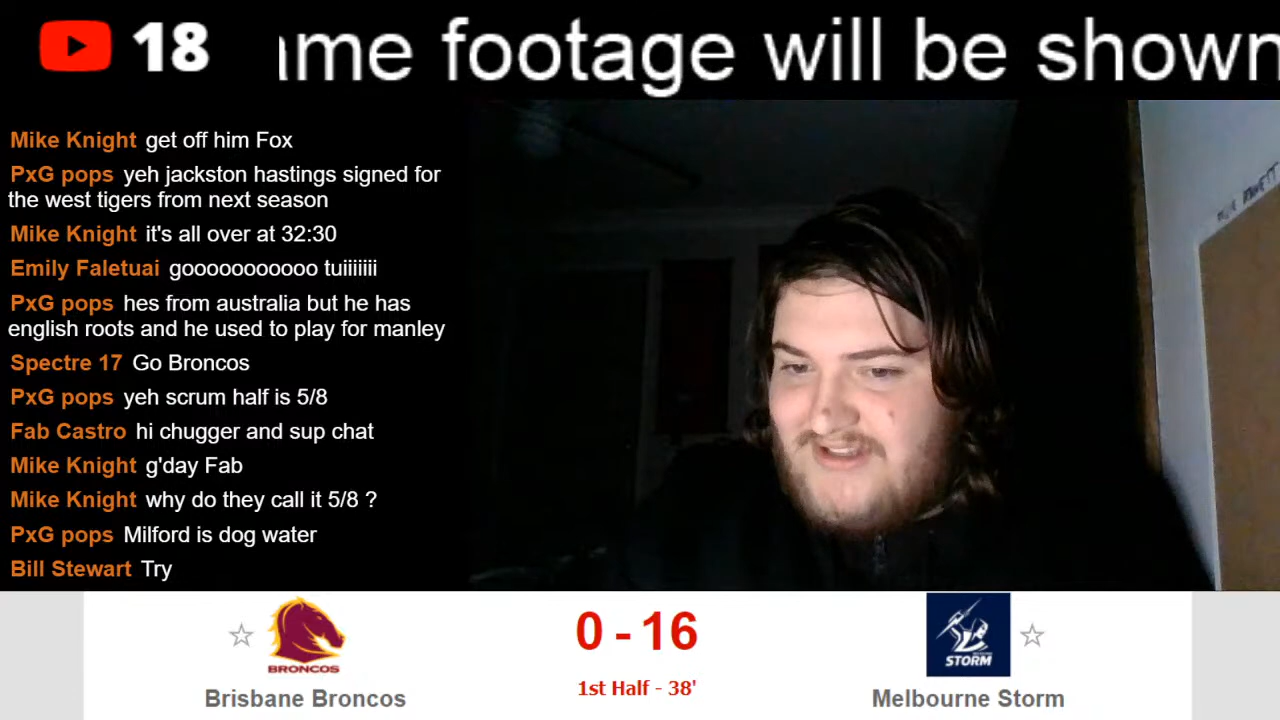 18
me footage will be shown
Mike Knight get off him Fox
PxG pops yeh jackston hastings signed for
the west tigers from next season
Mike Knight it's all over at 32:30
Emily Faletuai gooooooooooo tuiiiiiii
PxG pops hes from australia but he has
english roots and he used to play for manley
Spectre 17 Go Broncos
PxG pops yeh scrum half is 5/8
Fab Castro hi chugger and sup chat
Mike Knight g'day Fab
Mike Knight why do they call it 5/8 ?
PxG pops Milford is dog water
Bill Stewart Try
BRONCOS
0 - 16
STORM
1st Half - 38'
Brisbane Broncos
Melbourne Storm